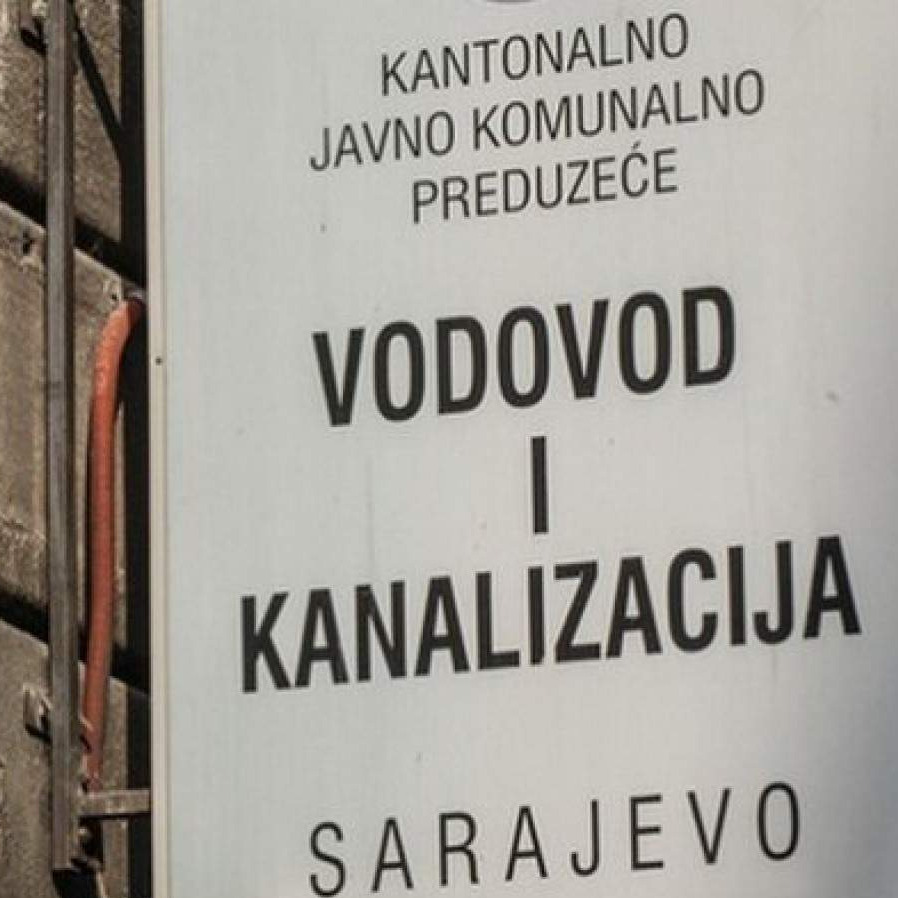 KANTONALNO
JAVNO KOMUNALNO
PREDUZEĆE
VODOVOD
I
KANALIZACIJA
SARAJEVO